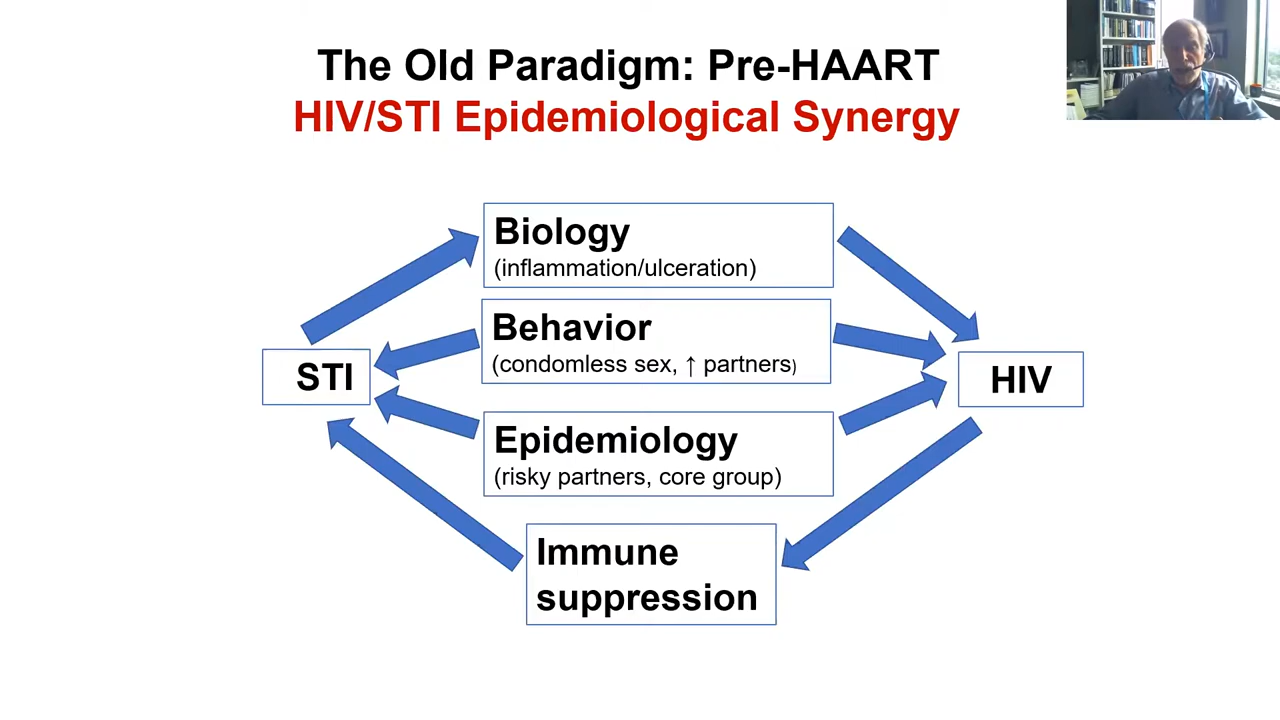 The Old Paradigm: Pre-HAART
HIV/STI Epidemiological Synergy
Biology
(inflammation/ulceration)
Behavior
(condomless sex, ↑ partners)
STI
HIV
Epidemiology
(risky partners, core group)
Immune
suppression